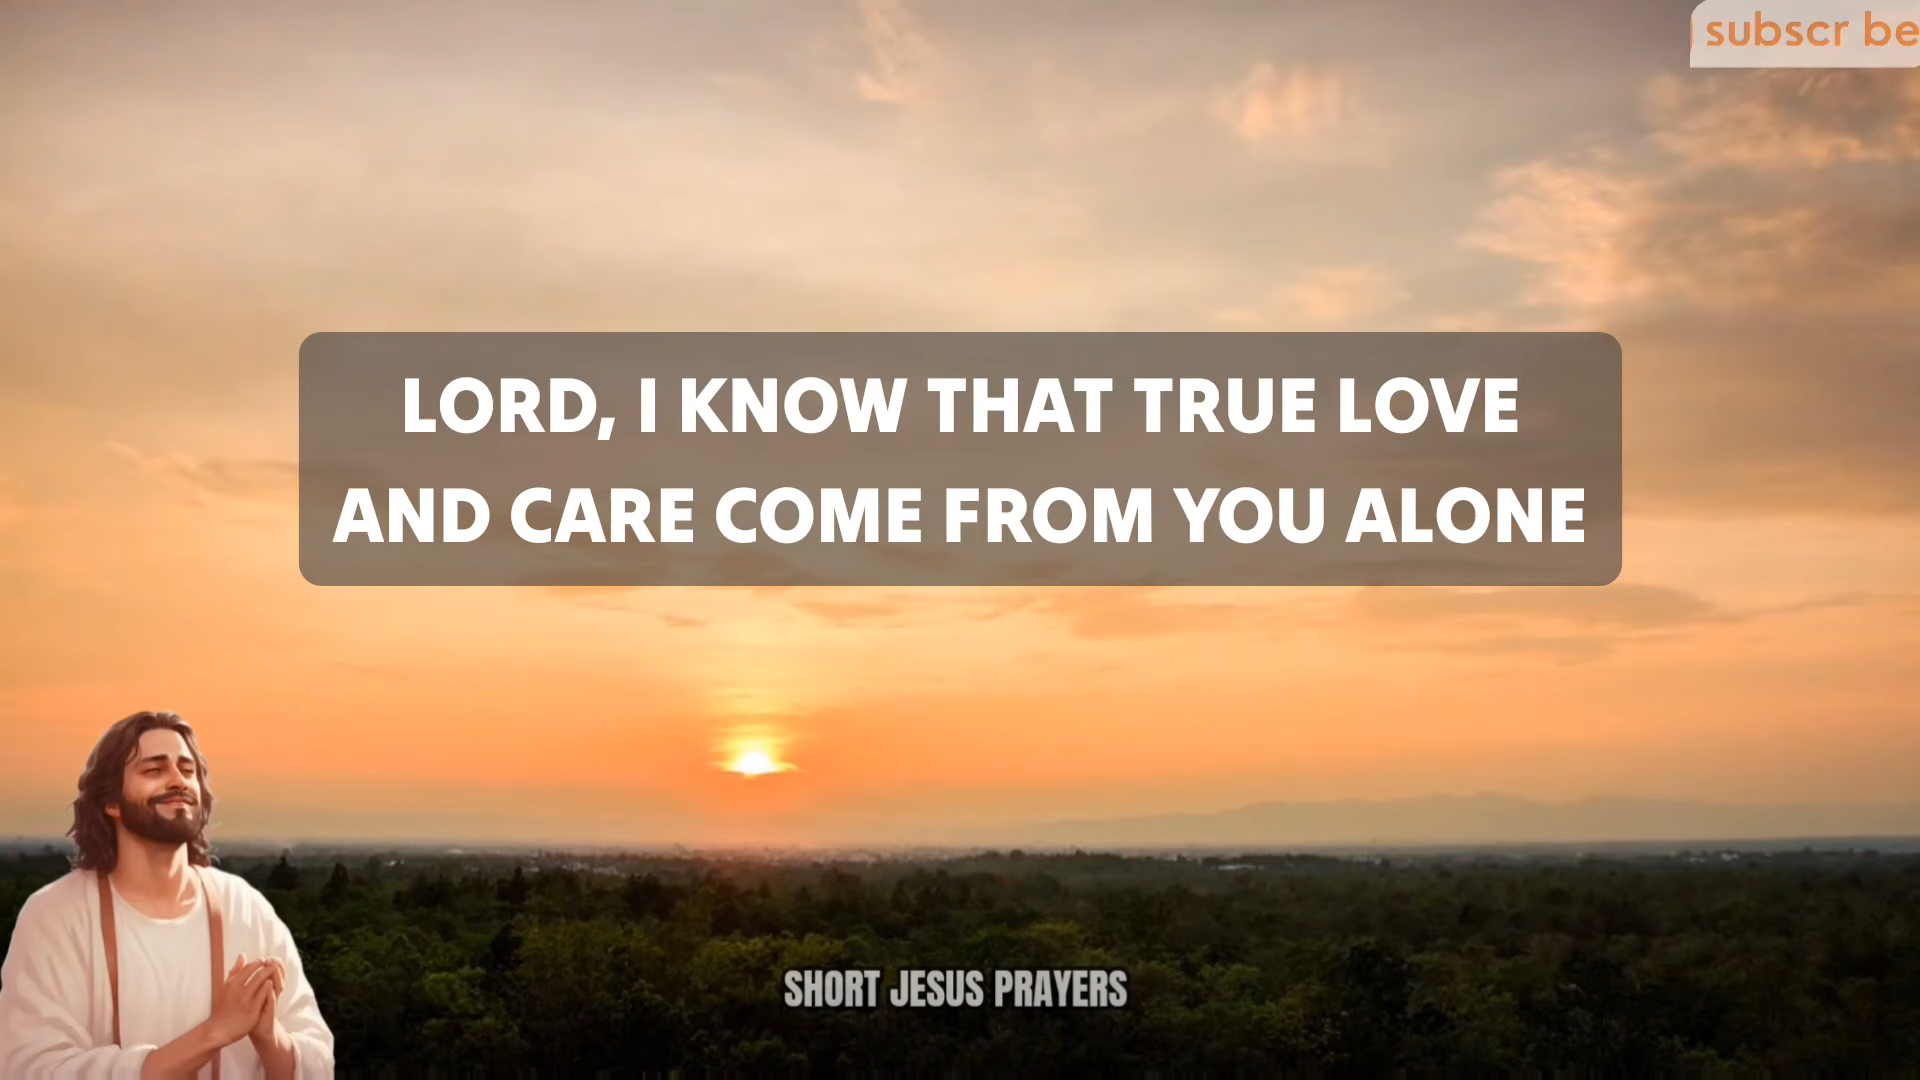 subscr be
LORD, I KNOW THAT TRUE LOVE
AND CARE COME FROM YOU ALONE
SHORT JESUS PRAYERS